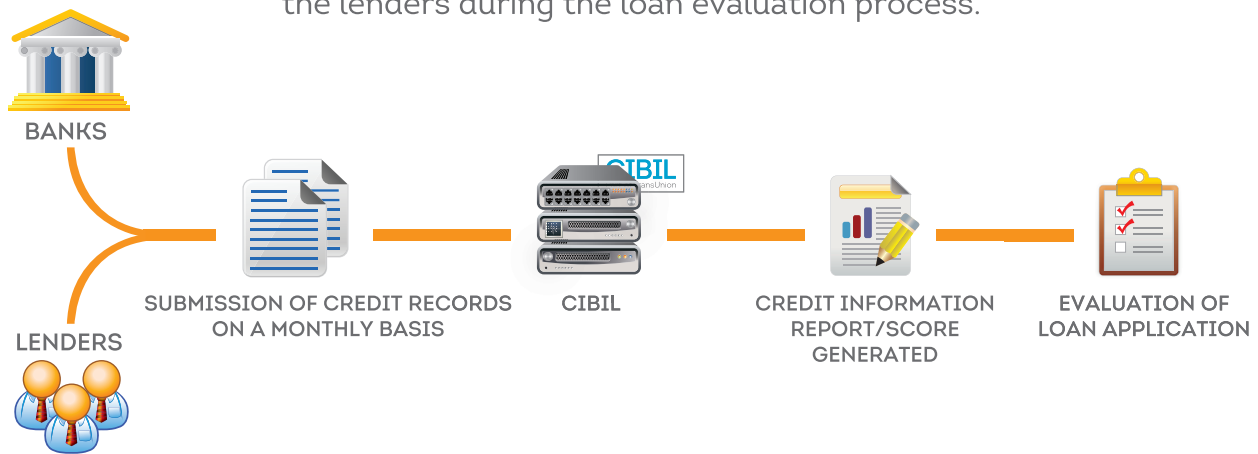 the lenders during the loan evaluation process.
BANKS
CIBIL
SUBMISSION OF CREDIT RECORDS
ON A MONTHLY BASIS
CIBIL
CREDIT INFORMATION
REPORT/SCORE
GENERATED
EVALUATION OF
LOAN APPLICATION
LENDERS